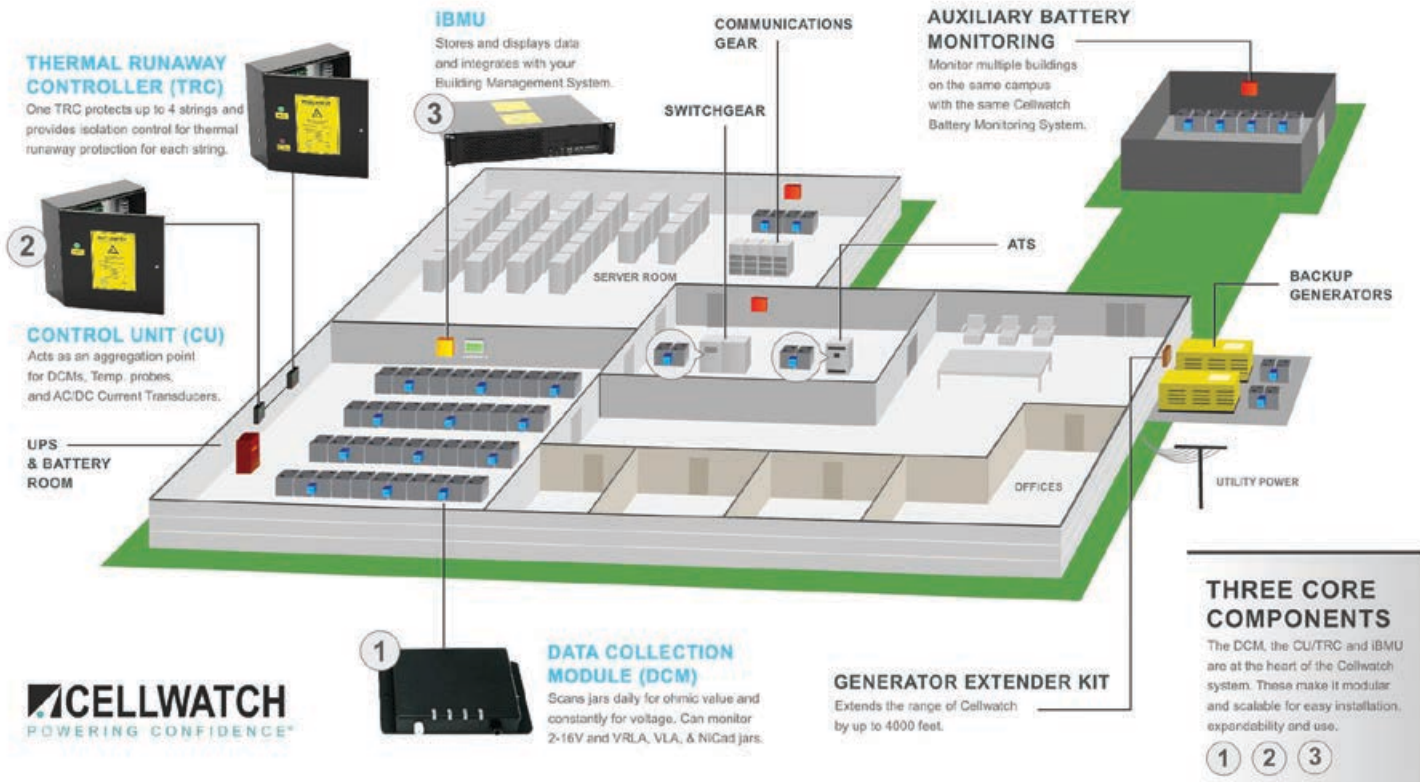 THERMAL RUNAWAY
CONTROLLER (TRC)
One TRC protects up to 4 strings and
provides isolation control for thermal
runaway protection for each string.
2
CONTROL UNIT (CU)
Acts as an aggregation point
for DCMs, Temp. probes,
and AC/DC Current Transducers.
UPS
& BATTERY
ROOM
iBMU
Stores and displays data
and integrates with your
Building Management System.
3
COMMUNICATIONS
GEAR
SWITCHGEAR
AUXILIARY BATTERY
MONITORING
Monitor multiple buildings
on the same campus
with the same Cellwatch
Battery Monitoring System.
SERVER ROOM
ATS
BACKUP
GENERATORS
OFFICES
UTILITY POWER
1
DATA COLLECTION
MODULE (DCM)
Scans jars daily for ohmic value and
constantly for voltage. Can monitor
2-16V and VRLA, VLA, & NiCad jars.
GENERATOR EXTENDER KIT
Extends the range of Cellwatch
by up to 4000 feet.
THREE CORE
COMPONENTS
The DCM, the CU/TRC and iBMU
are at the heart of the Cellwatch
system. These make it modular
and scalable for easy installation,
expandability and use.
1 2 3
CELLWATCH
POWERING CONFIDENCE®